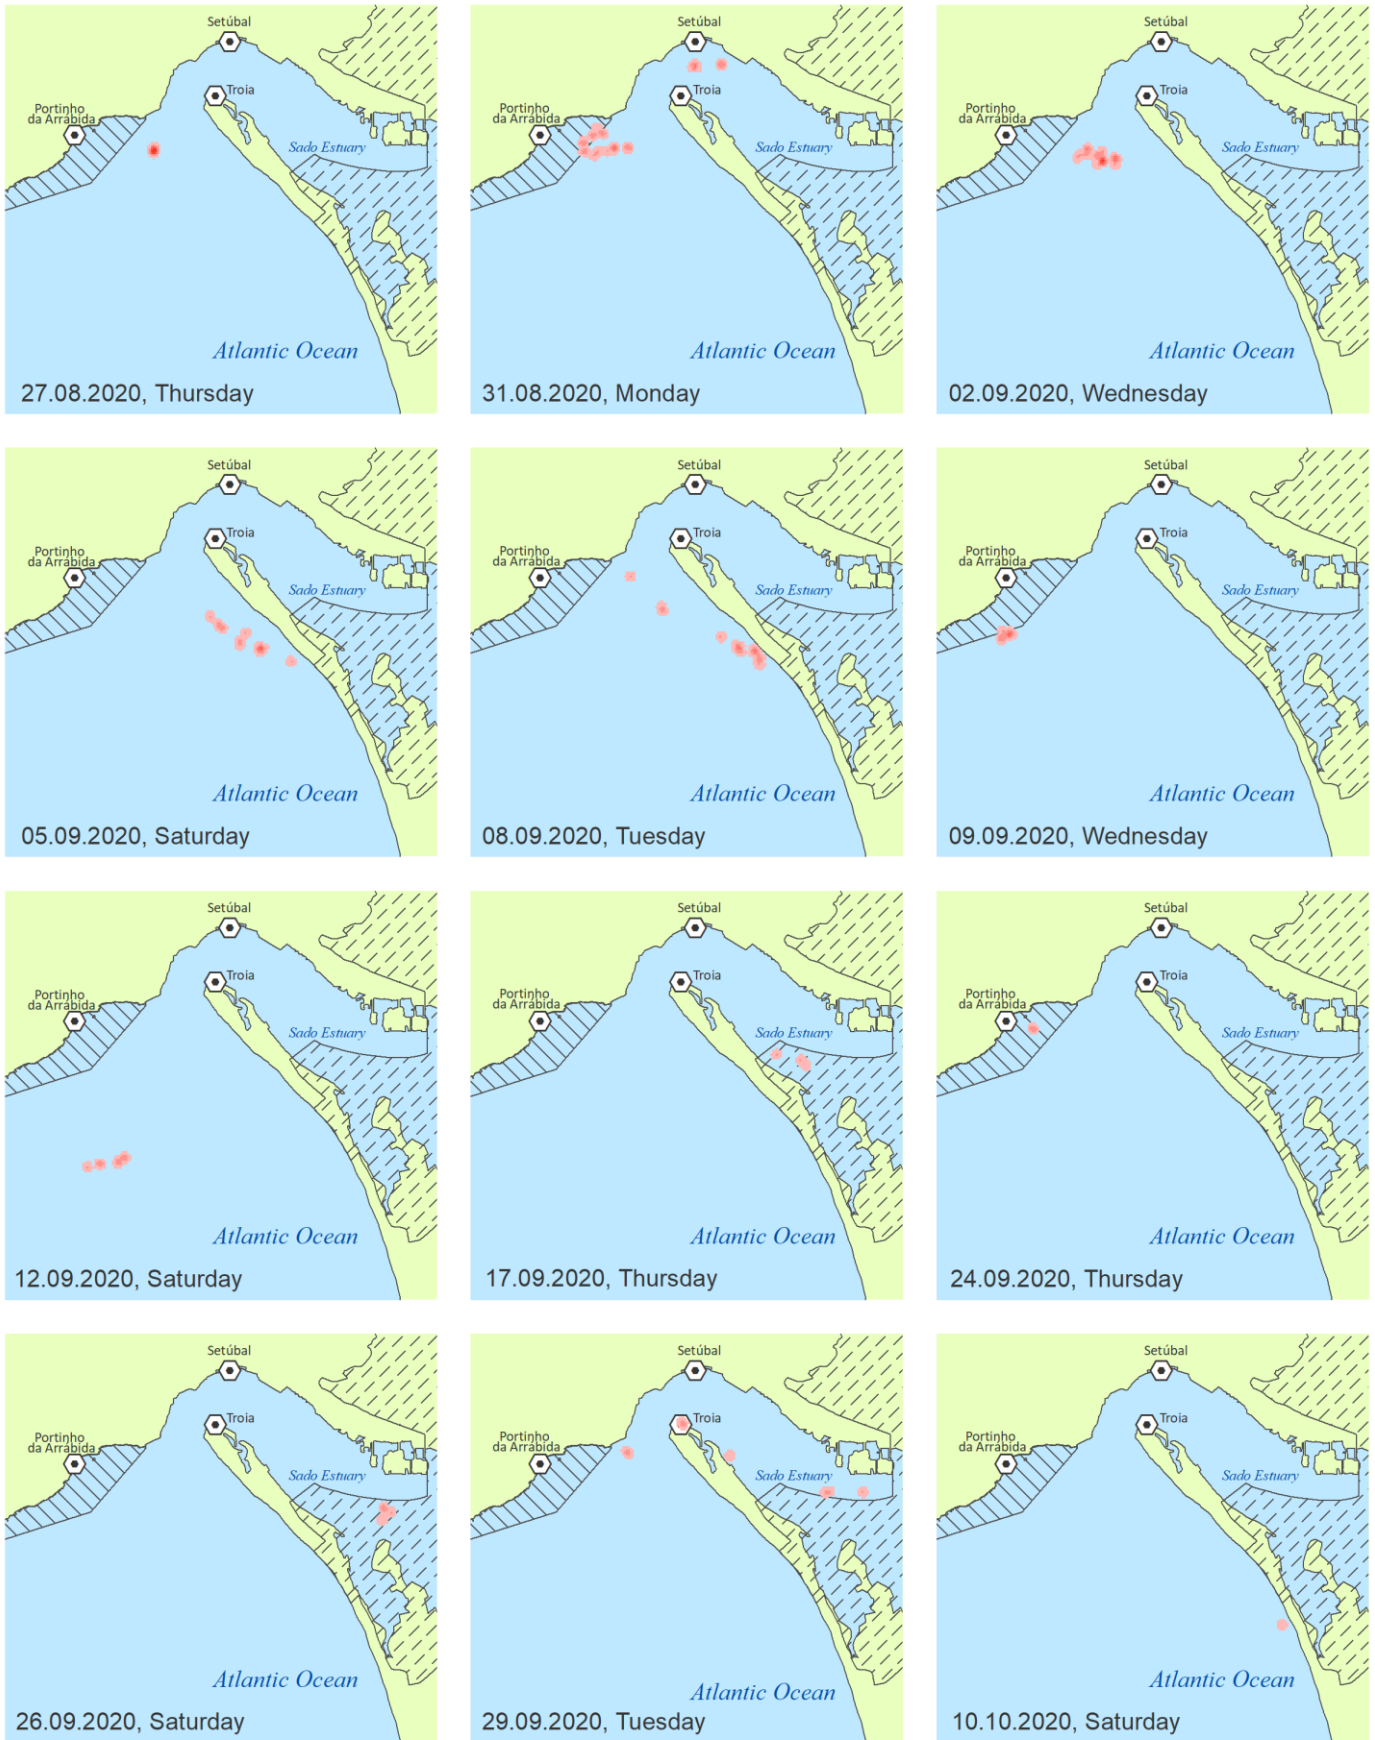 Setúbal
Troia
Portinho
da Arrábida
Sado Estuary
Atlantic Ocean
27.08.2020, Thursday
Setúbal
Troia
Portinho
da Arrábida
Sado Estuary
Atlantic Ocean
31.08.2020, Monday
Setúbal
Troia
Portinho
da Arrábida
Sado Estuary
Atlantic Ocean
02.09.2020, Wednesday
Setúbal
Troia
Portinho
da Arrábida
Sado Estuary
Atlantic Ocean
05.09.2020, Saturday
Setúbal
Troia
Portinho
da Arrábida
Sado Estuary
Atlantic Ocean
08.09.2020, Tuesday
Setúbal
Troia
Portinho
da Arrábida
Sado Estuary
Atlantic Ocean
09.09.2020, Wednesday
Setúbal
Troia
Portinho
da Arrábida
Sado Estuary
Atlantic Ocean
12.09.2020, Saturday
Setúbal
Troia
Portinho
da Arrábida
Sado Estuary
Atlantic Ocean
17.09.2020, Thursday
Setúbal
Troia
Portinho
da Arrábida
Sado Estuary
Atlantic Ocean
24.09.2020, Thursday
Setúbal
Troia
Portinho
da Arrábida
Sado Estuary
Atlantic Ocean
26.09.2020, Saturday
Setúbal
Troia
Portinho
da Arrábida
Sado Estuary
Atlantic Ocean
29.09.2020, Tuesday
Setúbal
Troia
Portinho
da Arrábida
Sado Estuary
Atlantic Ocean
10.10.2020, Saturday